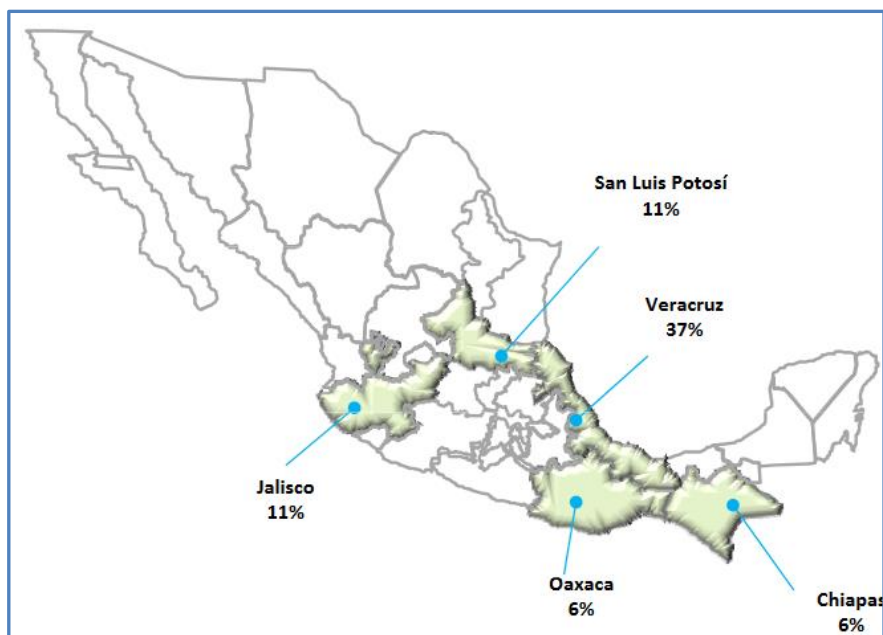 San Luis Potosí
11%
Veracruz
37%
Jalisco
11%
Oaxaca
6%
Chiapas
6%